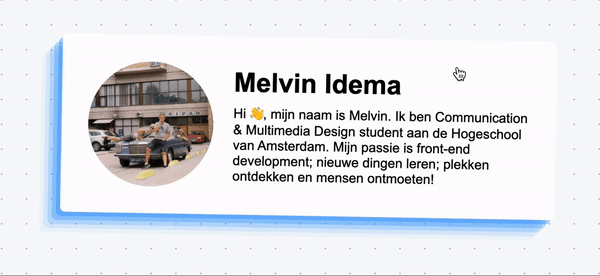 Melvin Idema
Hi 👋, mijn naam is Melvin. Ik ben Communication
& Multimedia Design student aan de Hogeschool
van Amsterdam. Mijn passie is front-end
development; nieuwe dingen leren; plekken
ontdekken en mensen ontmoeten!